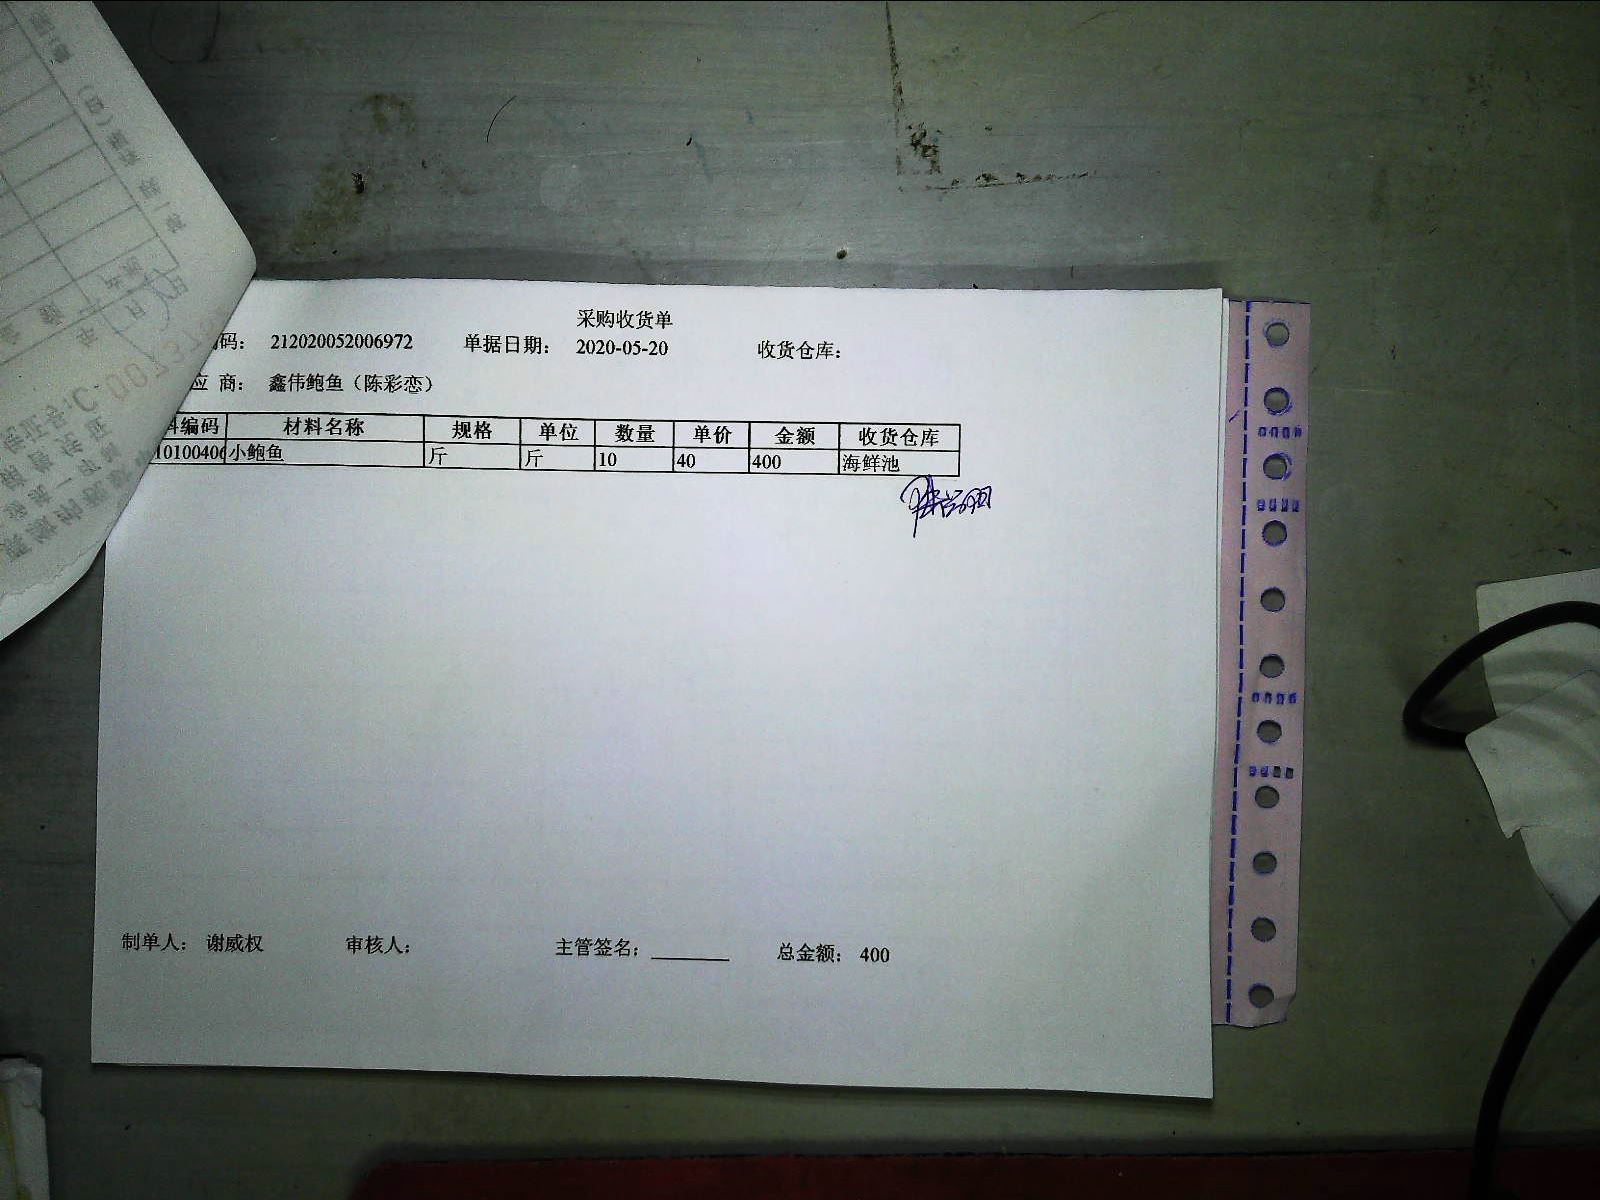 采购收货单
码： 212020052006972 单据日期： 2020-05-20 收货仓库：
应 商： 鑫伟鲍鱼（陈彩恋）
料编码 材料名称 规格 单位 数量 单价 金额 收货仓库
10100406 小鲍鱼 斤 斤 10 40 400 海鲜池
制单人： 谢威权 审核人： 主管签名： 总金额： 400